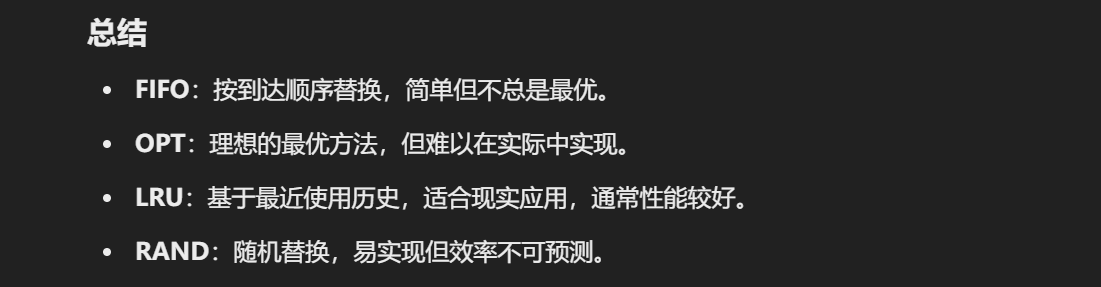 总结
• FIFO：按到达顺序替换，简单但不总是最优。
• OPT：理想的最优方法，但难以在实际中实现。
• LRU：基于最近使用历史，适合现实应用，通常性能较好。
• RAND：随机替换，易实现但效率不可预测。